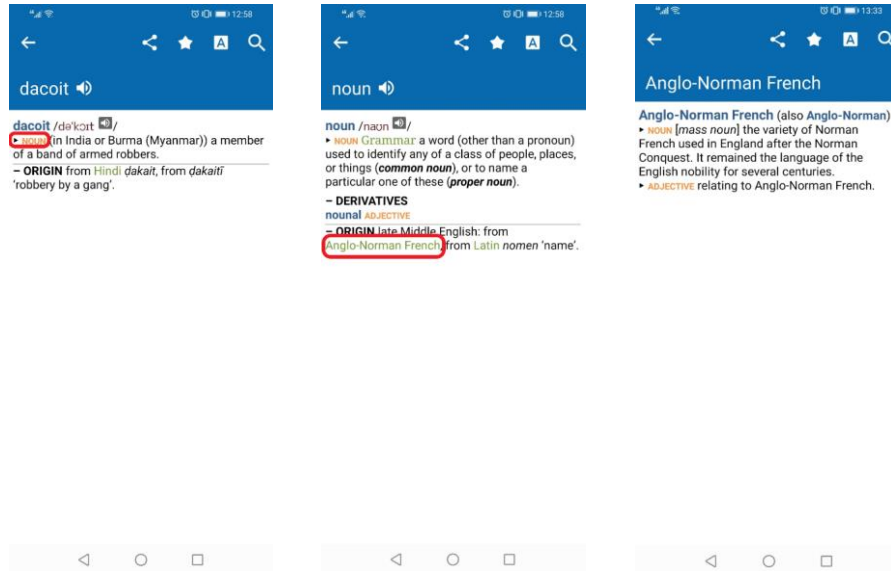 12:58
dacoit
dacoit /dəˈkɔɪt /
▸ NOUN (in India or Burma (Myanmar)) a member
of a band of armed robbers.
– ORIGIN from Hindi ḍakait, from ḍakaitī
'robbery by a gang'.
12:58
noun
noun /naʊn /
▸ NOUN Grammar a word (other than a pronoun)
used to identify any of a class of people, places,
or things (common noun), or to name a
particular one of these (proper noun).
– DERIVATIVES
nounal ADJECTIVE
– ORIGIN late Middle English: from
Anglo-Norman French, from Latin nomen 'name'.
13:33
Anglo-Norman French
Anglo-Norman French (also Anglo-Norman)
▸ NOUN [mass noun] the variety of Norman
French used in England after the Norman
Conquest. It remained the language of the
English nobility for several centuries.
▸ ADJECTIVE relating to Anglo-Norman French.